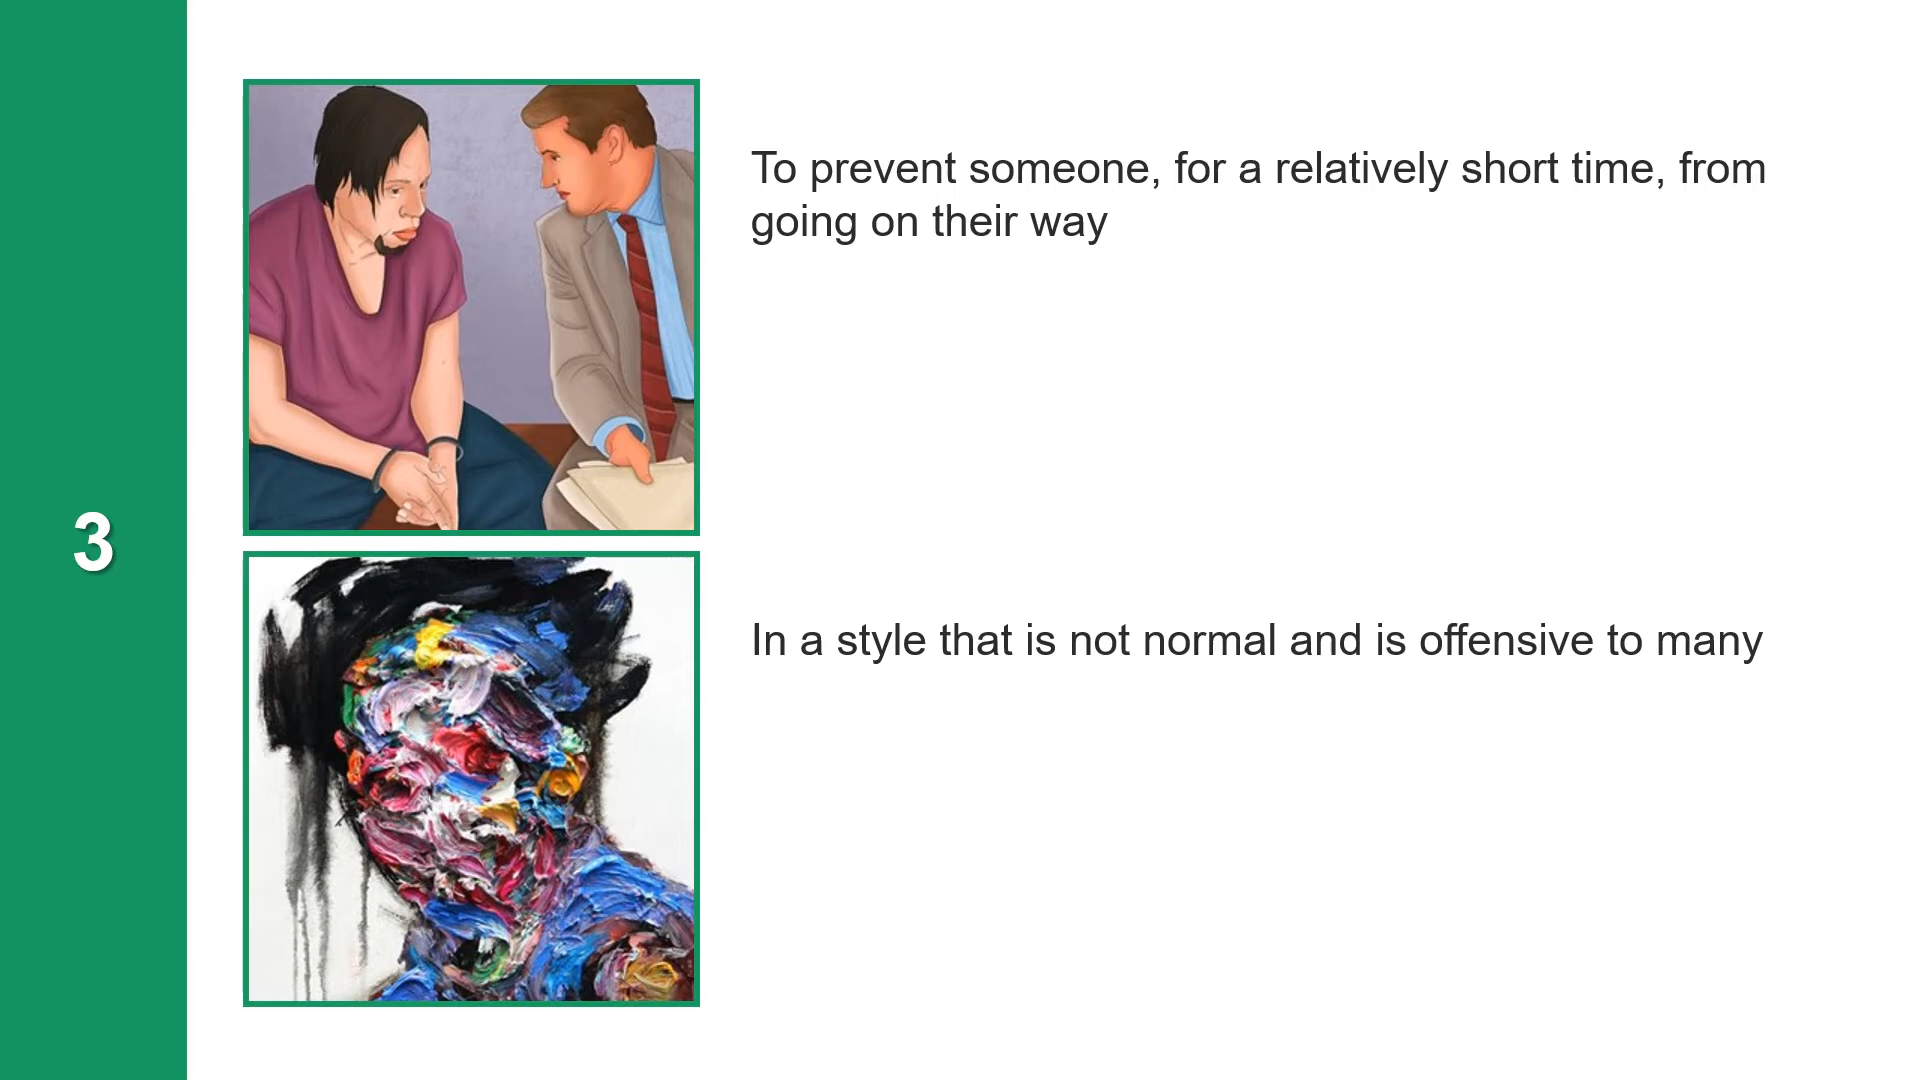 3
To prevent someone, for a relatively short time, from
going on their way
In a style that is not normal and is offensive to many